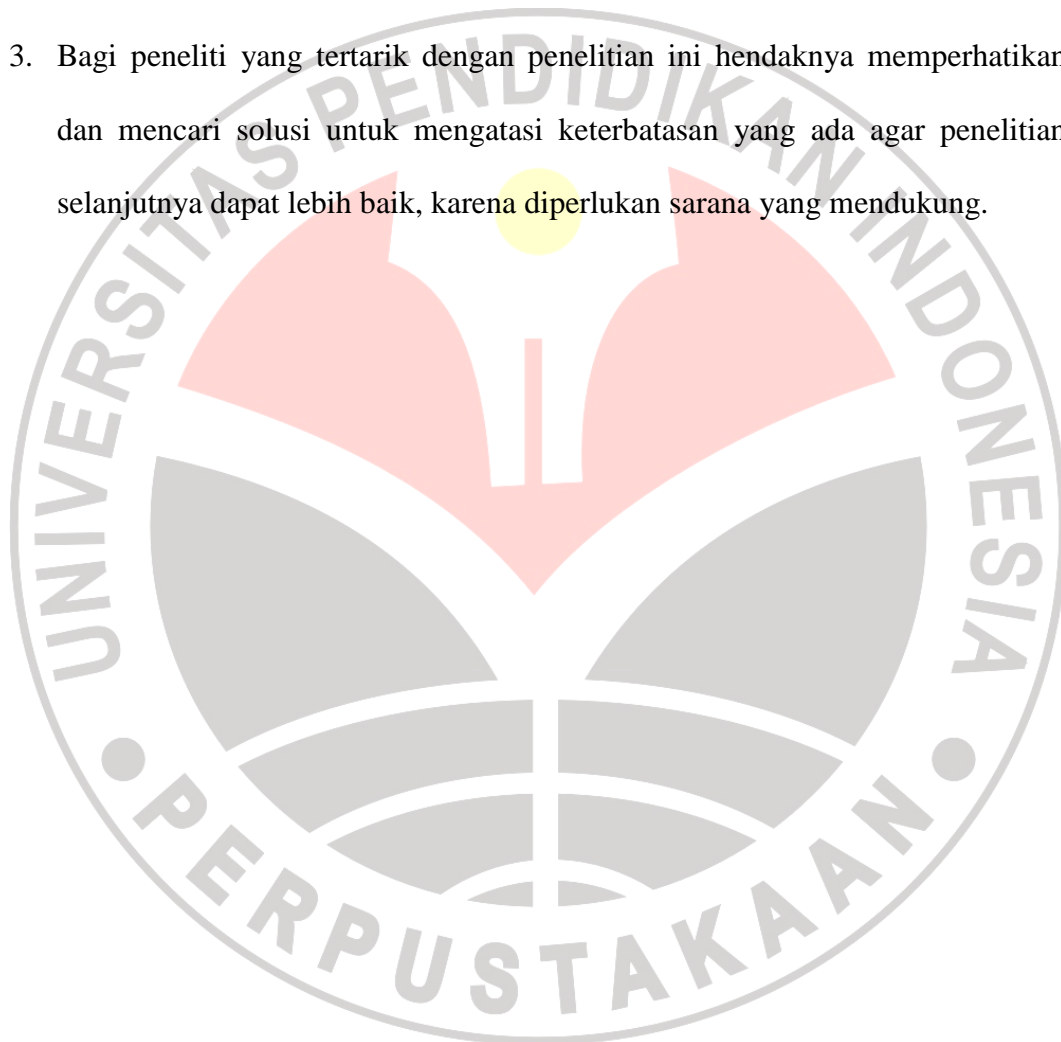 3. Bagi peneliti yang tertarik dengan penelitian ini hendaknya memperhatikan
dan mencari solusi untuk mengatasi keterbatasan yang ada agar penelitian
selanjutnya dapat lebih baik, karena diperlukan sarana yang mendukung.
UNIVERSITAS PENDIDIKAN INDONESIA
PERPUSTAKAAN